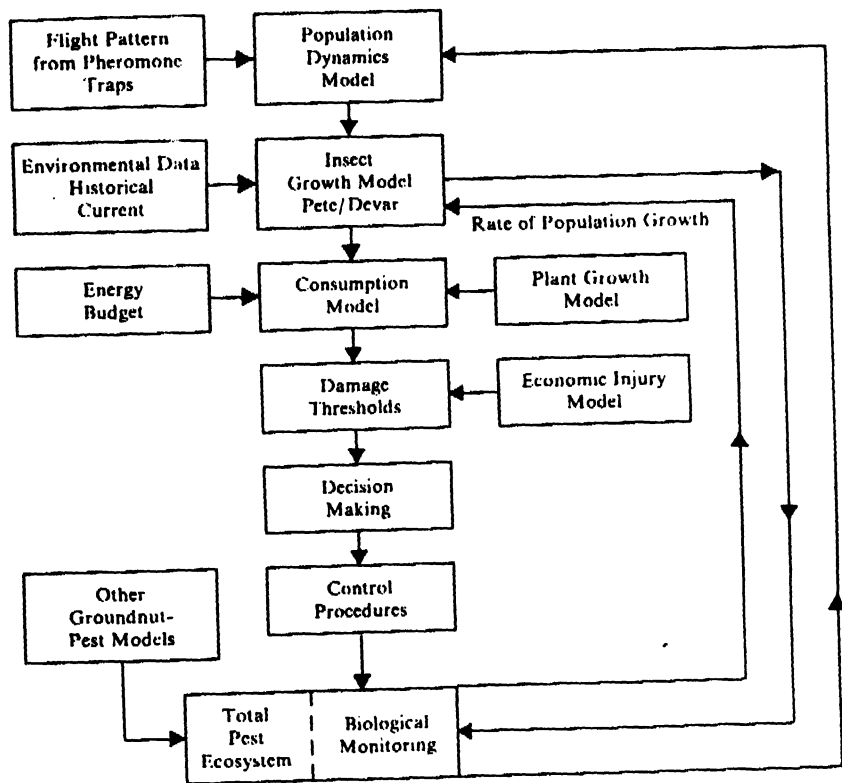 Flight Pattern
from Pheromone
Traps
Population
Dynamics
Model
Environmental Data
Historical
Current
Insect
Growth Model
Pete/Devar
Rate of Population Growth
Energy
Budget
Consumption
Model
Plant Growth
Model
Damage
Thresholds
Economic Injury
Model
Decision
Making
Other
Groundnut-
Pest Models
Control
Procedures
Total
Pest
Ecosystem
Biological
Monitoring